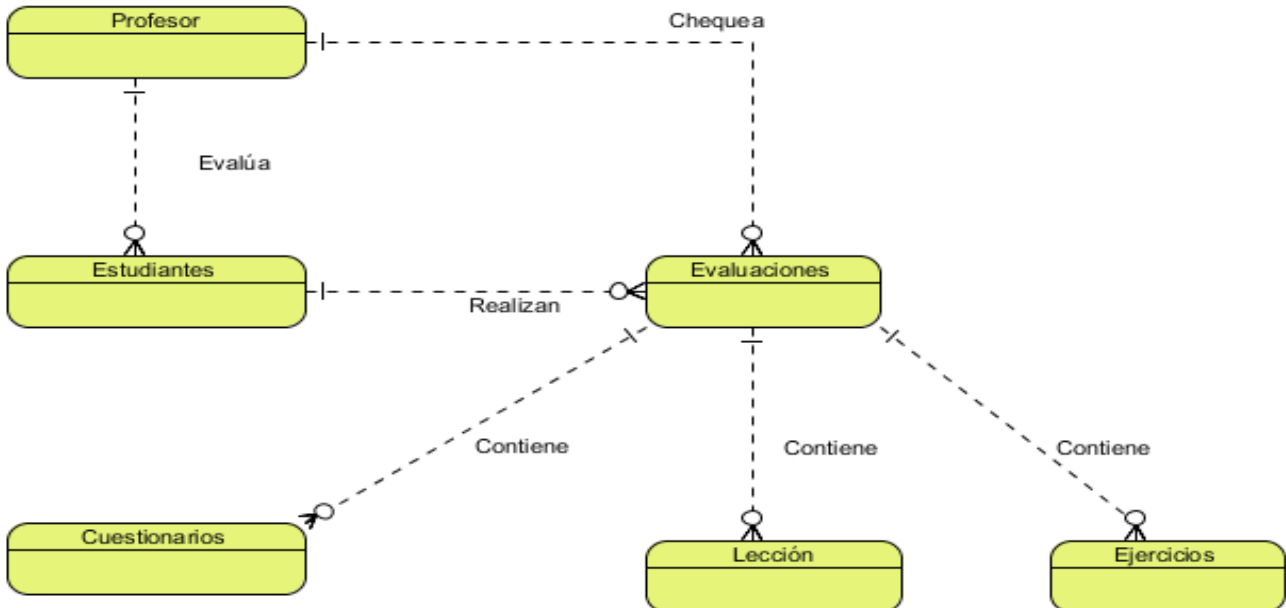 Profesor
Chequea
Evalúa
Estudiantes
Evaluaciones
Realizan
Contiene
Contiene
Contiene
Cuestionarios
Lección
Ejercicios